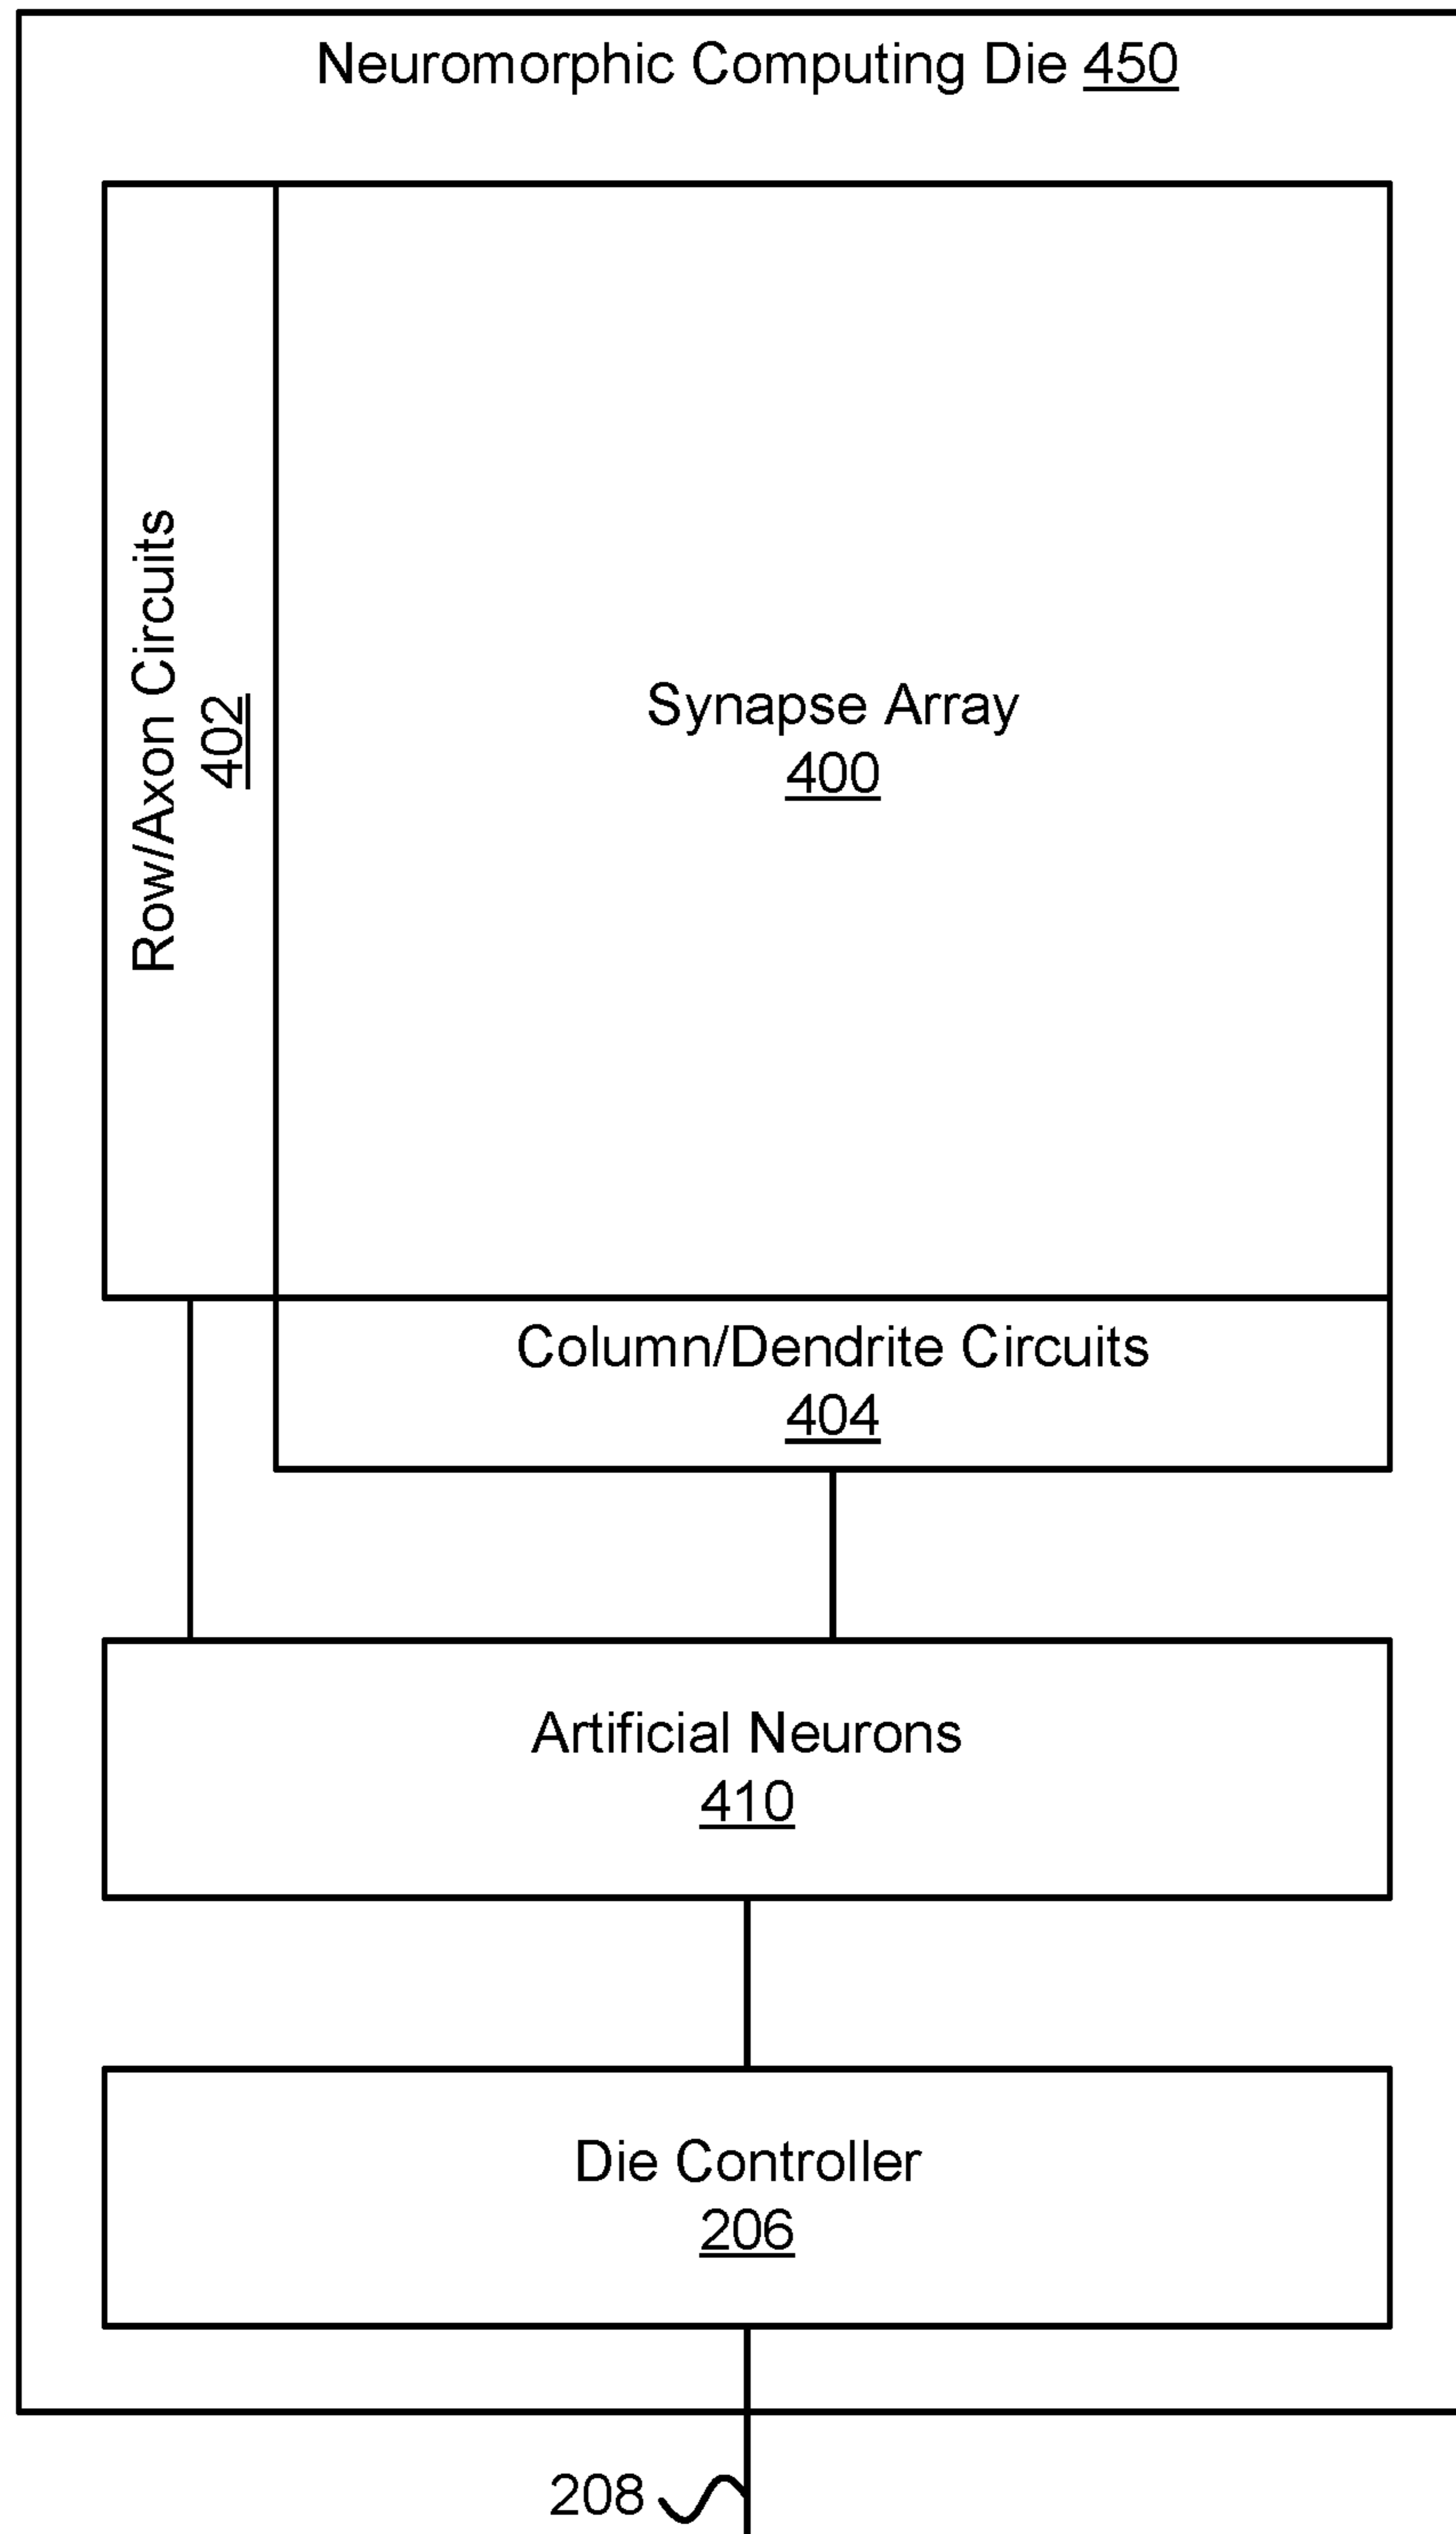 Neuromorphic Computing Die 450
Row/Axon Circuits
402
Synapse Array
400
Column/Dendrite Circuits
404
Artificial Neurons
410
Die Controller
206
208